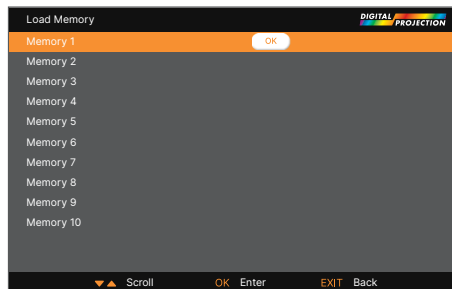 Load Memory
DIGITAL
PROJECTION
Memory 1 OK
Memory 2
Memory 3
Memory 4
Memory 5
Memory 6
Memory 7
Memory 8
Memory 9
Memory 10
Scroll OK Enter EXIT Back